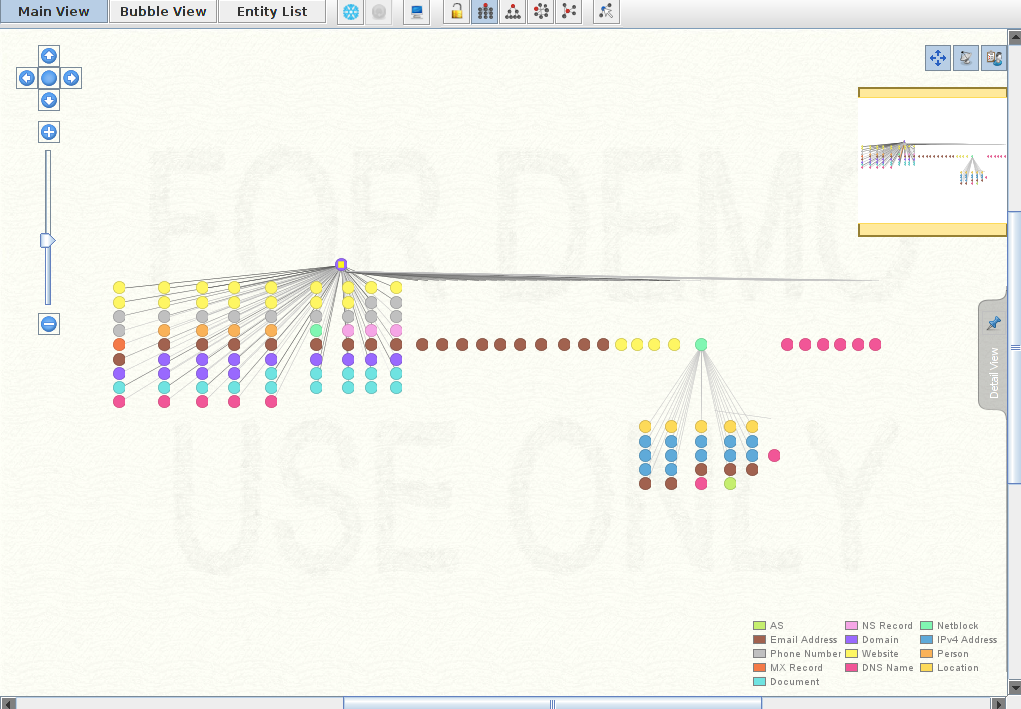 Main View Bubble View Entity List
FOR DEMO
Detail View
USE ONLY
AS NS Record Netblock
Email Address Domain IPv4 Address
Phone Number Website Person
MX Record DNS Name Location
Document